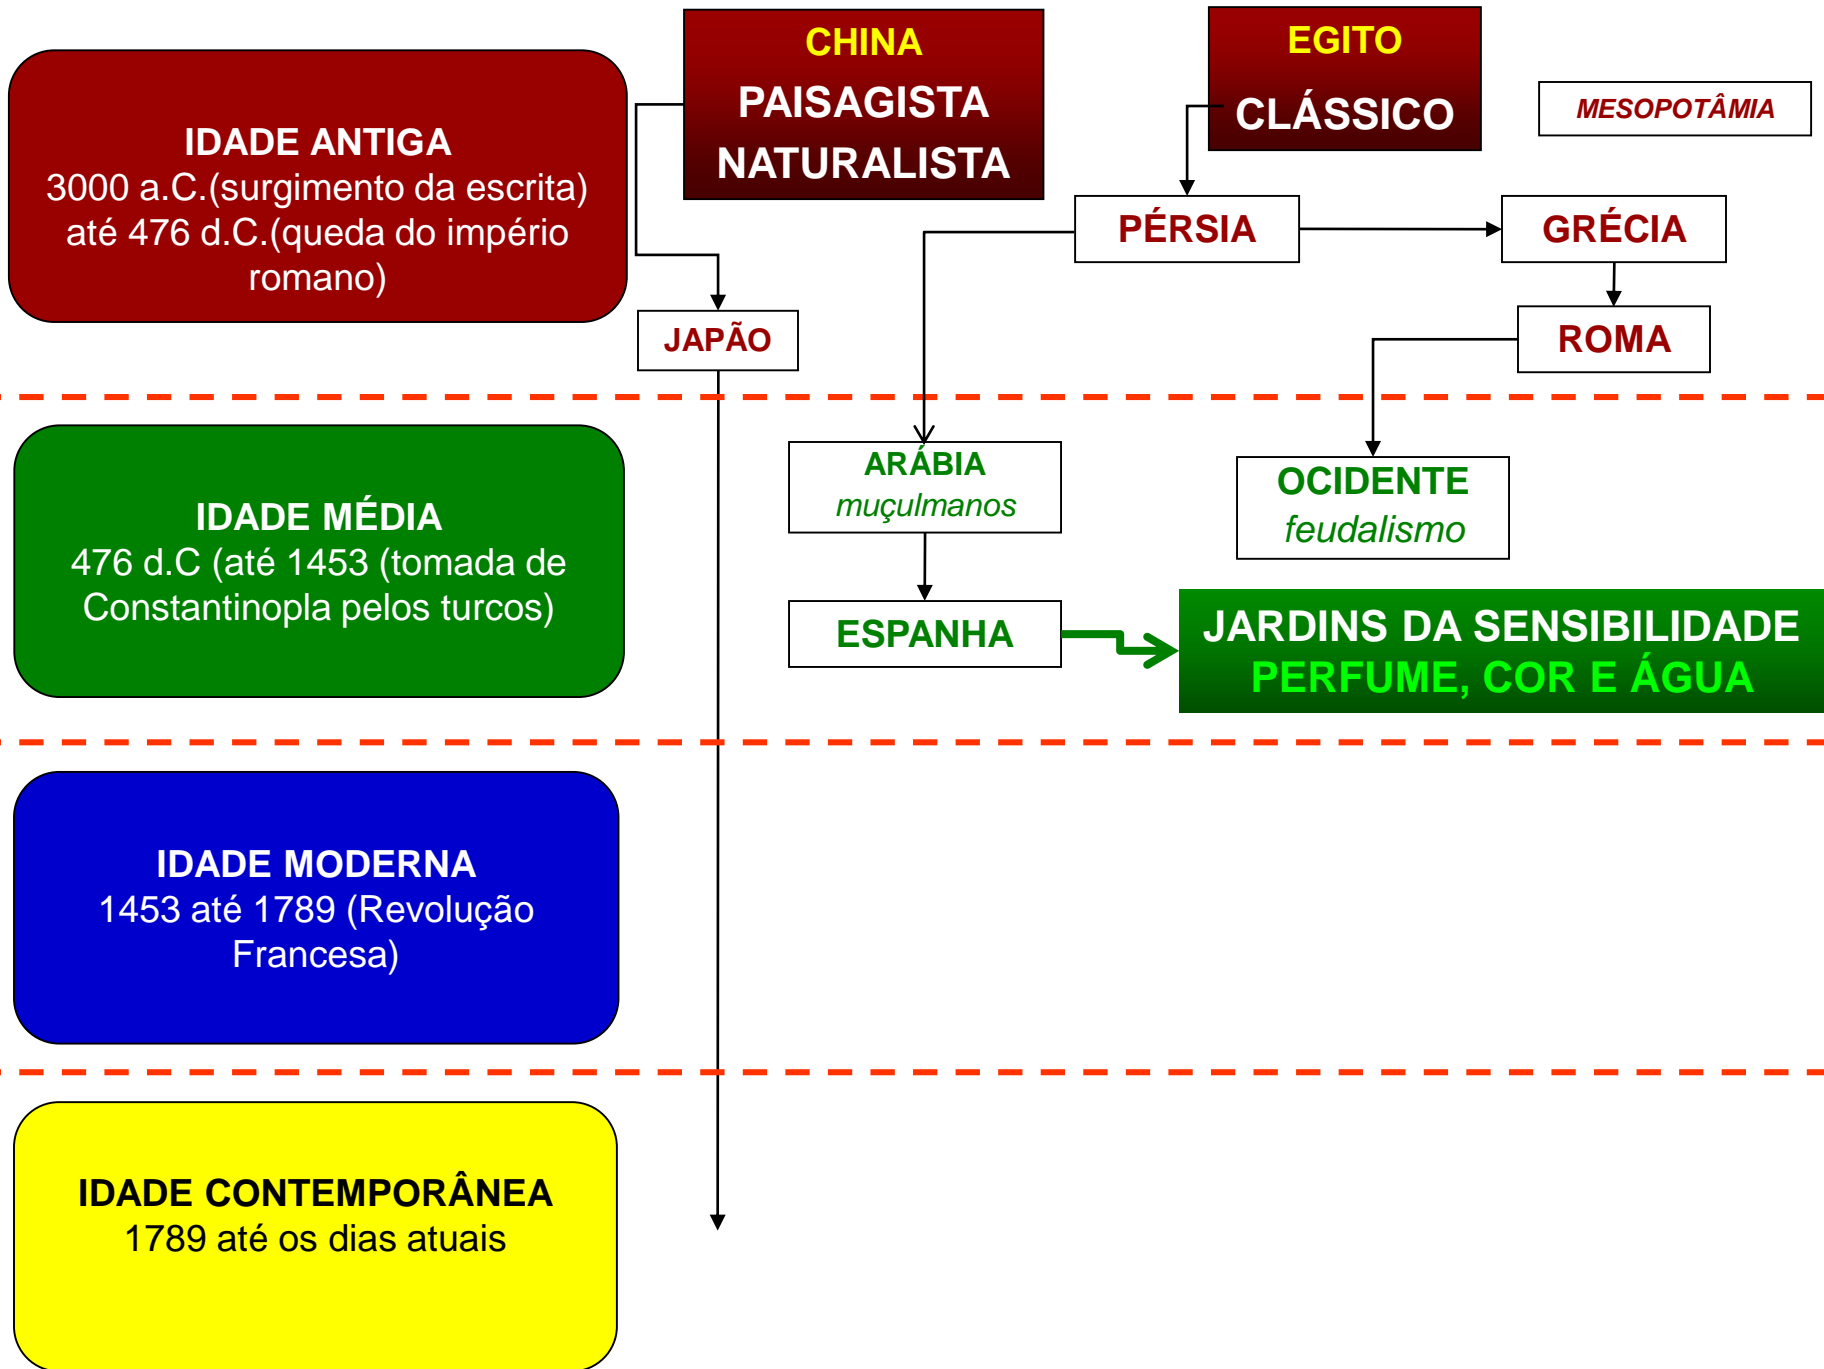 CHINA
PAISAGISTA
NATURALISTA
EGITO
CLÁSSICO
MESOPOTÂMIA
IDADE ANTIGA
3000 a.C.(surgimento da escrita)
até 476 d.C.(queda do império
romano)
PÉRSIA
GRÉCIA
JAPÃO
ROMA
IDADE MÉDIA
476 d.C (até 1453 (tomada de
Constantinopla pelos turcos)
ARÁBIA
muçulmanos
OCIDENTE
feudalismo
ESPANHA
JARDINS DA SENSIBILIDADE
PERFUME, COR E ÁGUA
IDADE MODERNA
1453 até 1789 (Revolução
Francesa)
IDADE CONTEMPORÂNEA
1789 até os dias atuais